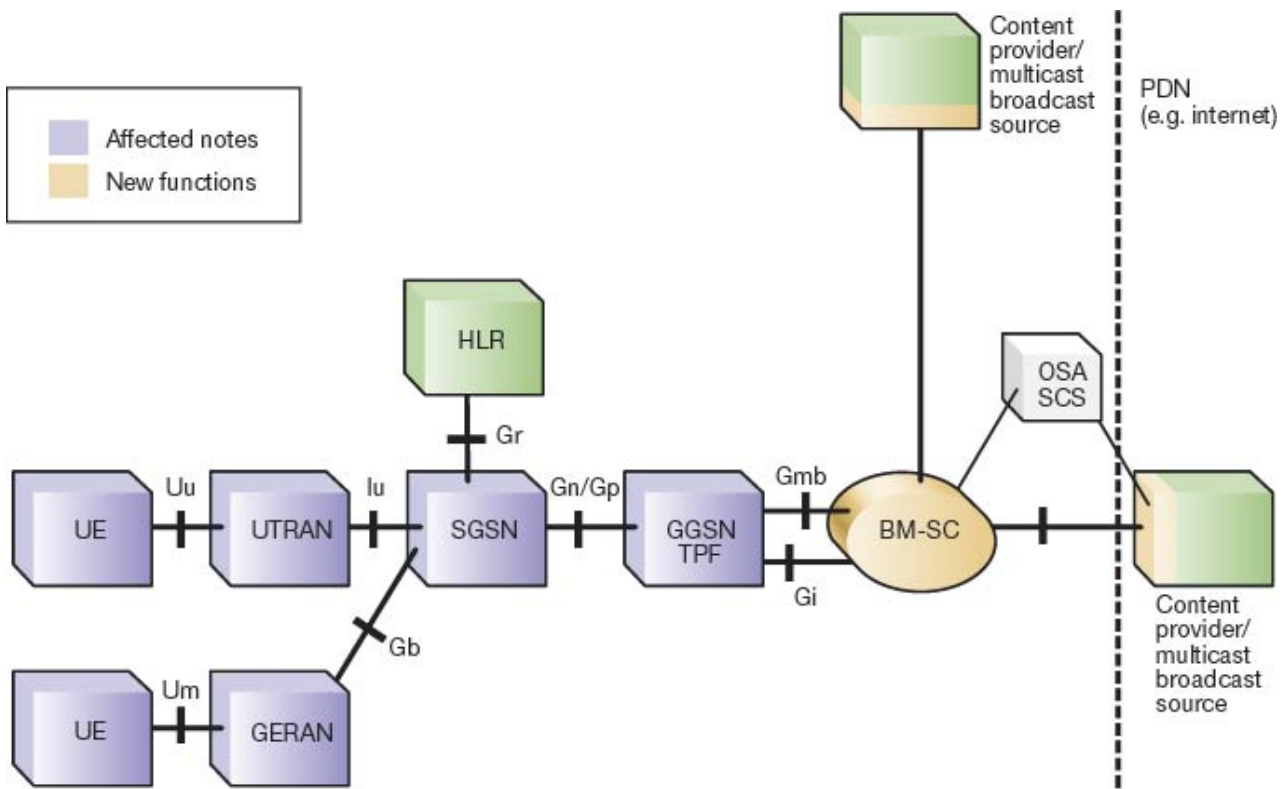 Content
provider/
multicast
broadcast
source
PDN
(e.g. internet)
Affected notes
New functions
HLR
OSA
SCS
Gr
Gmb
Uu
Iu
Gn/Gp
UE
UTRAN
SGSN
GGSN
TPF
BM-SC
Gi
Gb
Content
provider/
multicast
broadcast
source
Um
UE
GERAN